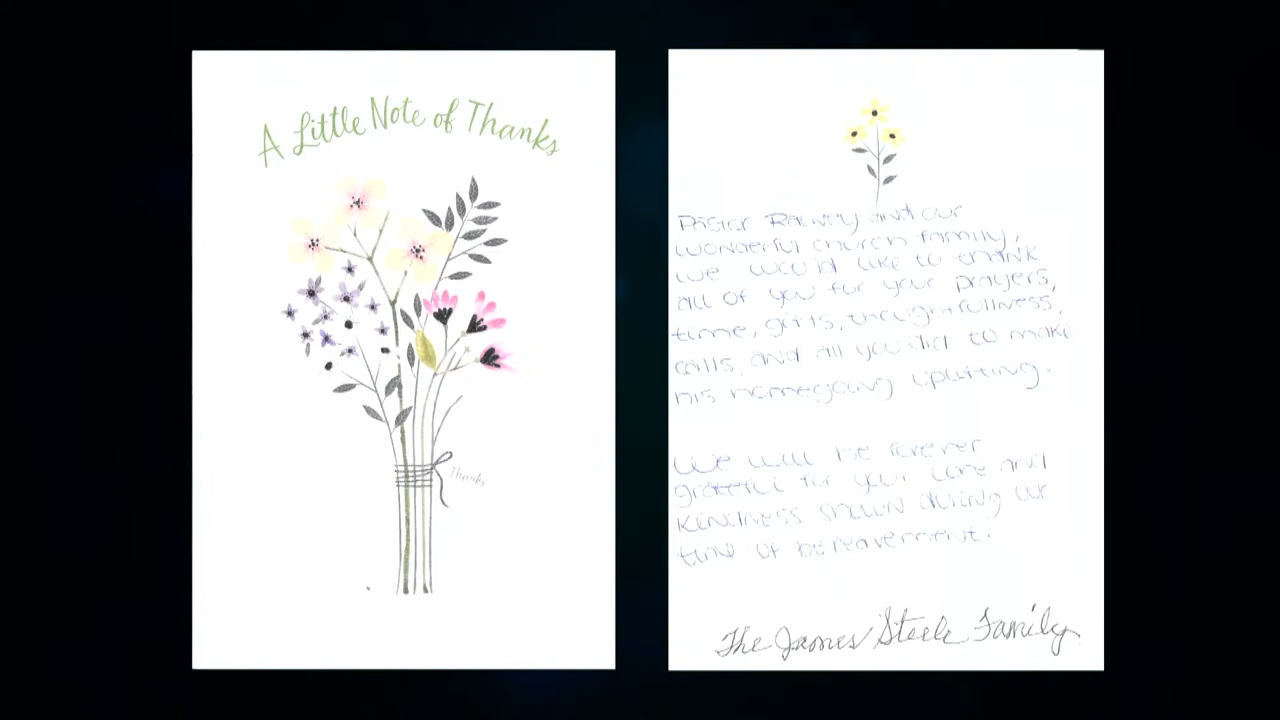 A Little Note of Thanks
Thanks
Pastor and our
wonderful church family,
we would like to thank
all of you for your prayers,
time, gifts, thoughtfullness,
calls, and all you did to make
his homegoing uplifting.
We will be forever
grateful for your love and
kindness shown during our
time of bereavement.
The James Steele Family